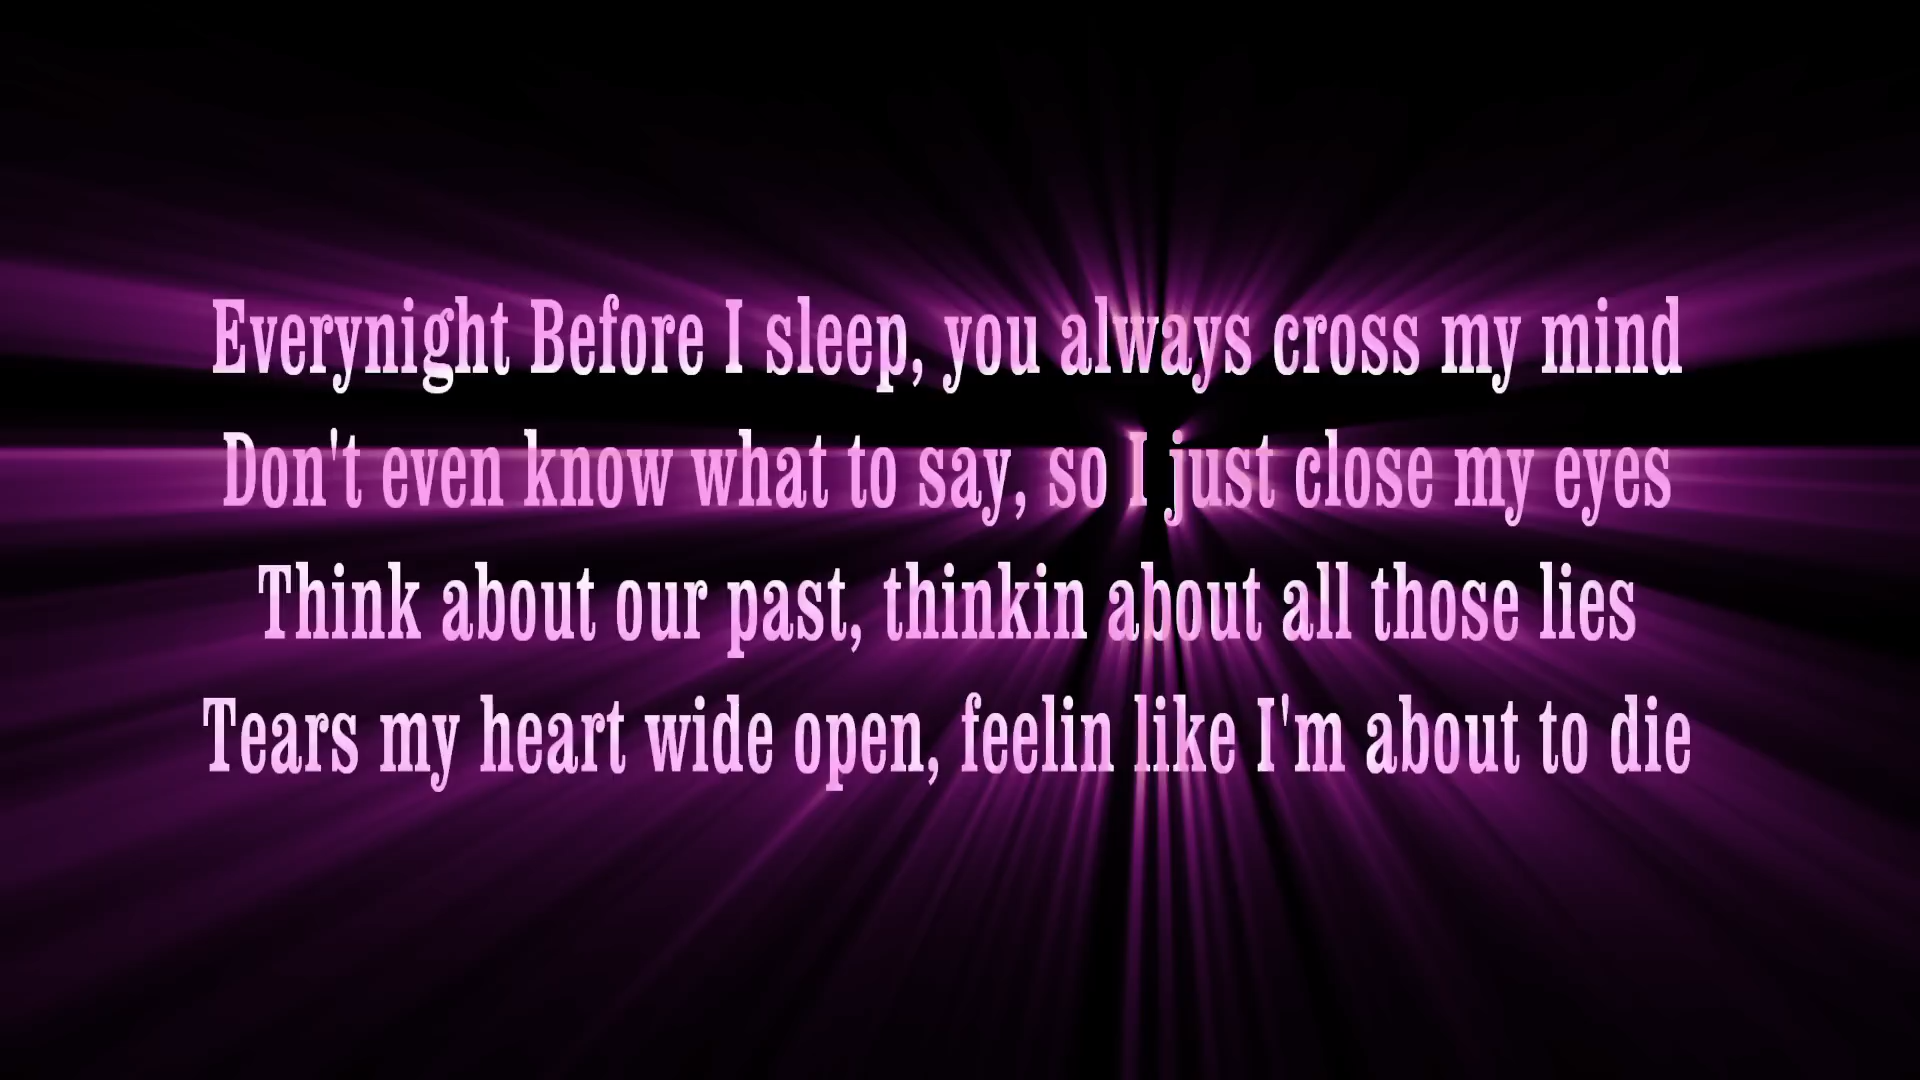 Everynight Before I sleep, you always cross my mind
Don't even know what to say, so I just close my eyes
Think about our past, thinkin about all those lies
Tears my heart wide open, feelin like I'm about to die